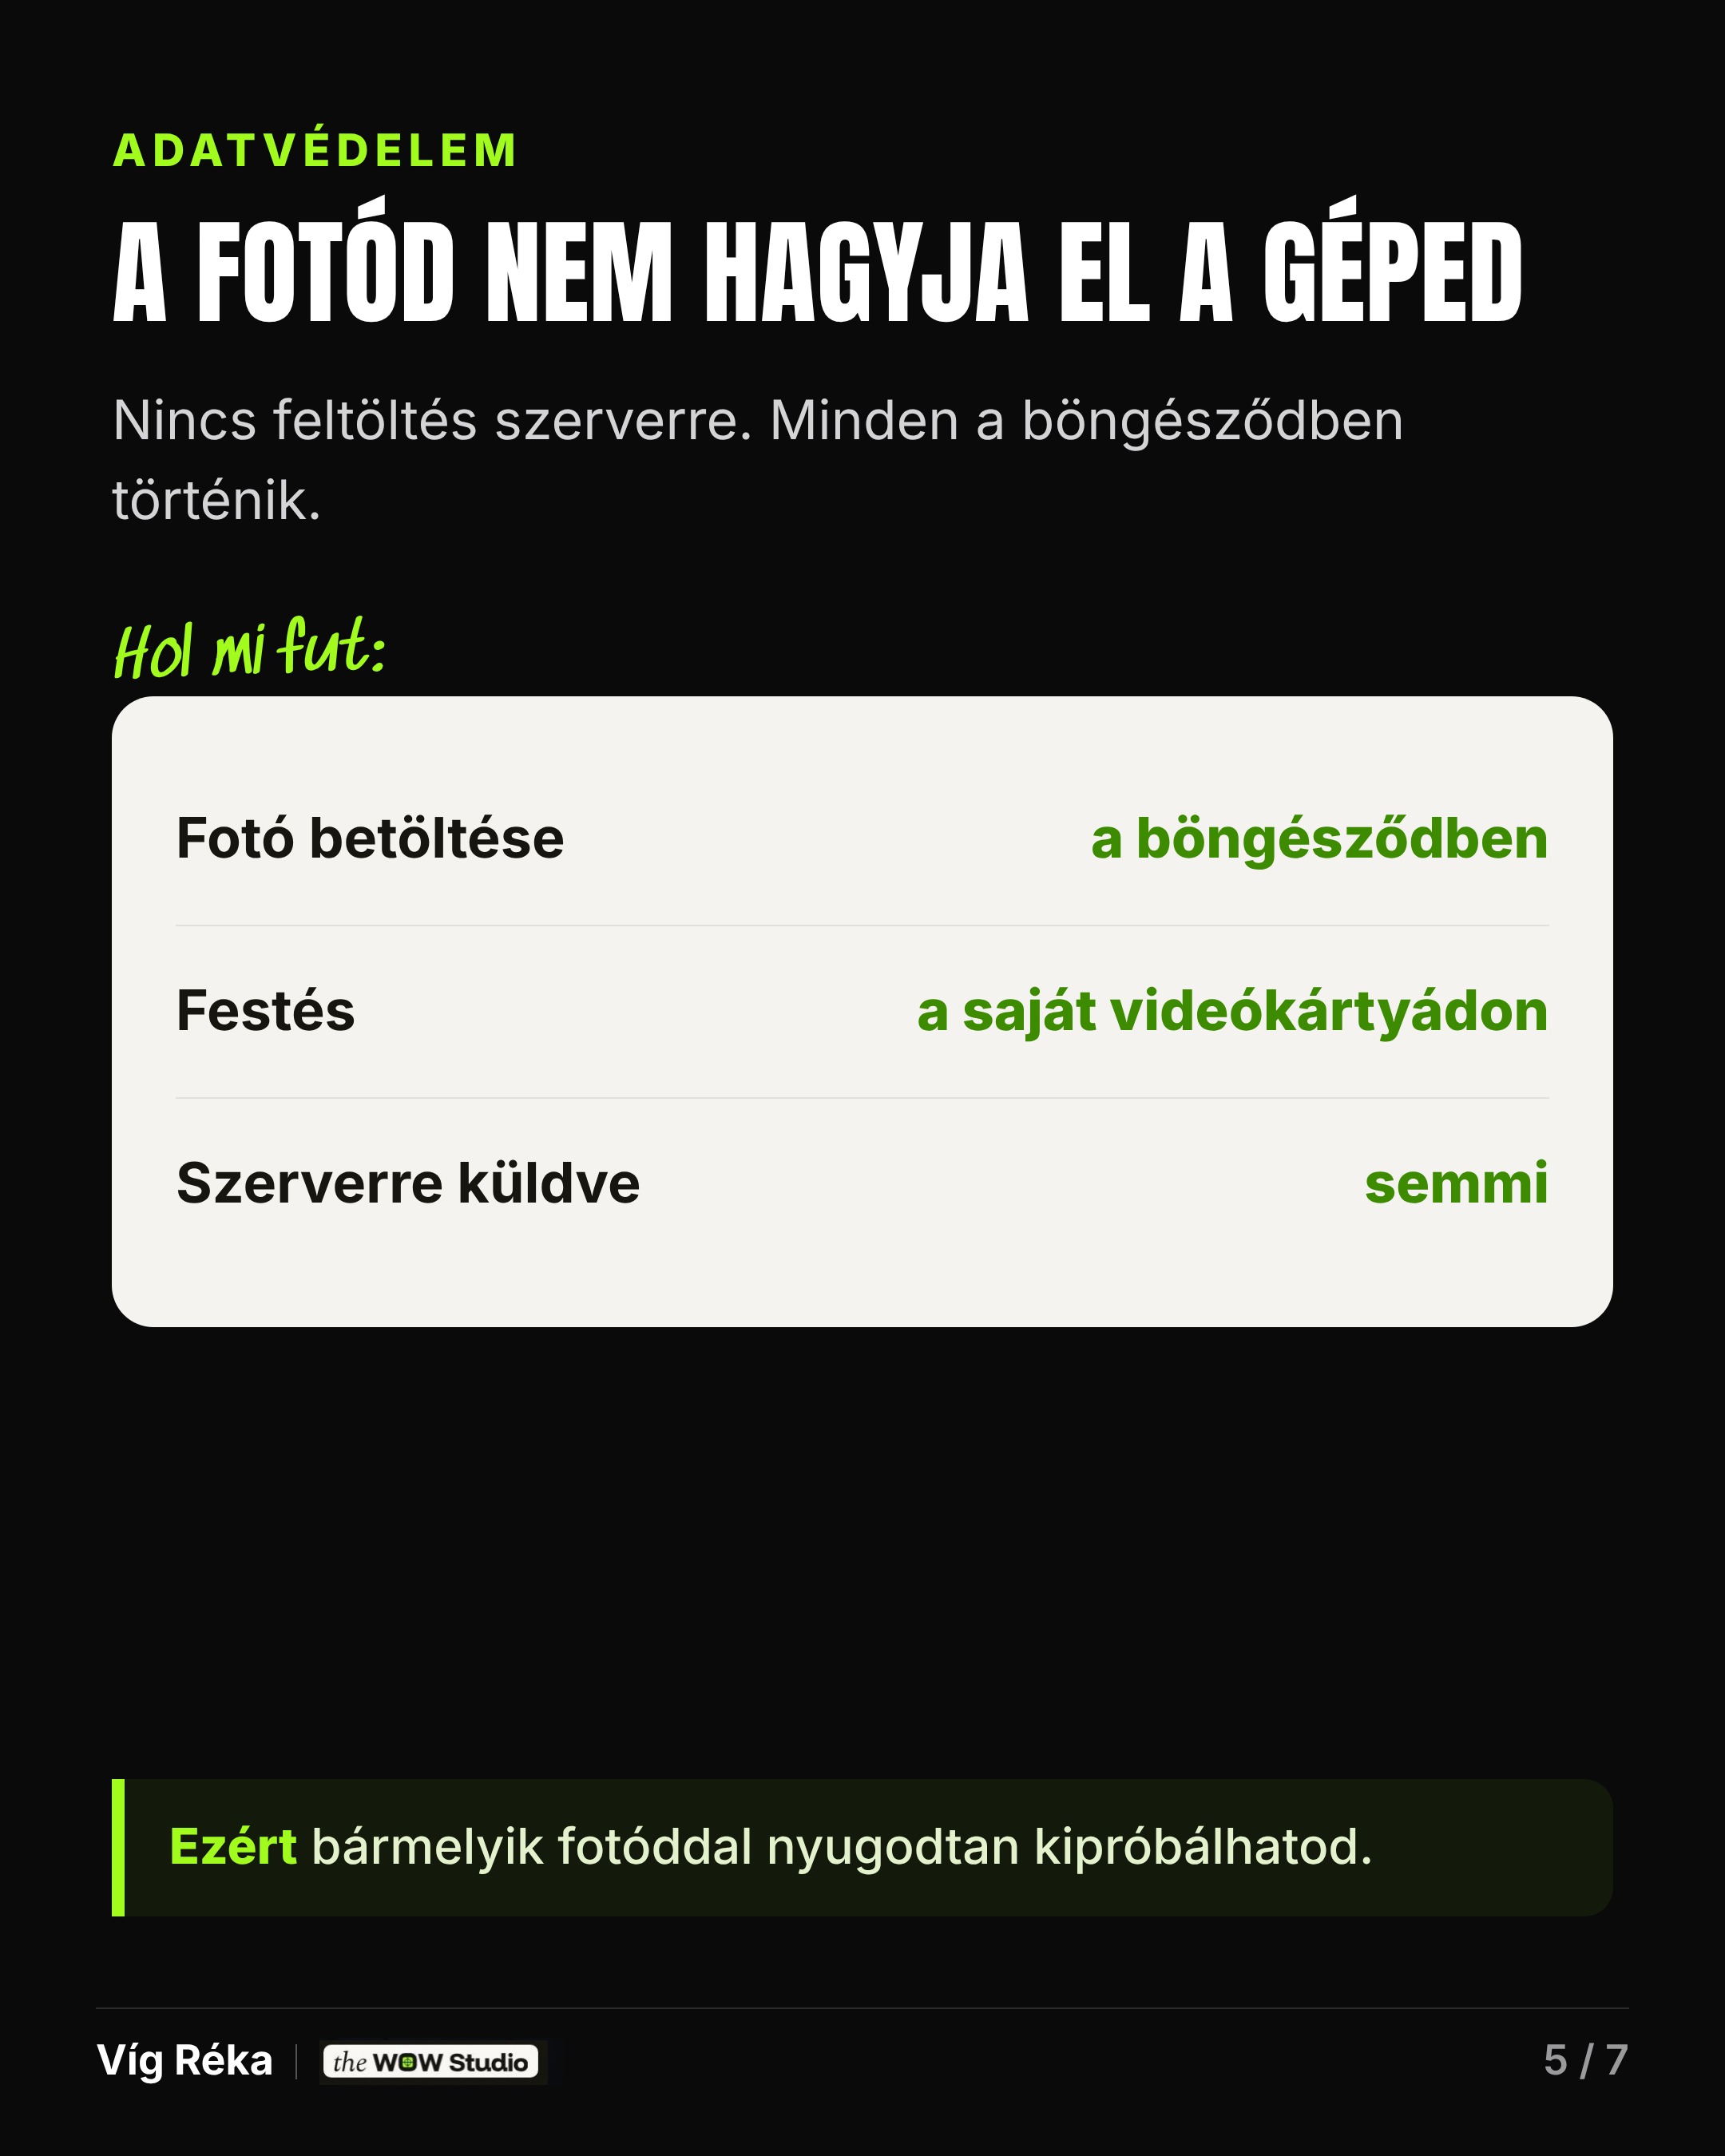 ADATVÉDELEM
A FOTÓD NEM HAGYJA EL A GÉPED
Nincs feltöltés szerverre. Minden a böngésződben
történik.
Hol mi fut:
Fotó betöltése a böngésződben
Festés a saját videókártyádon
Szerverre küldve semmi
Ezért bármelyik fotóddal nyugodtan kipróbálhatod.
Víg Réka the WOW Studio 5 / 7